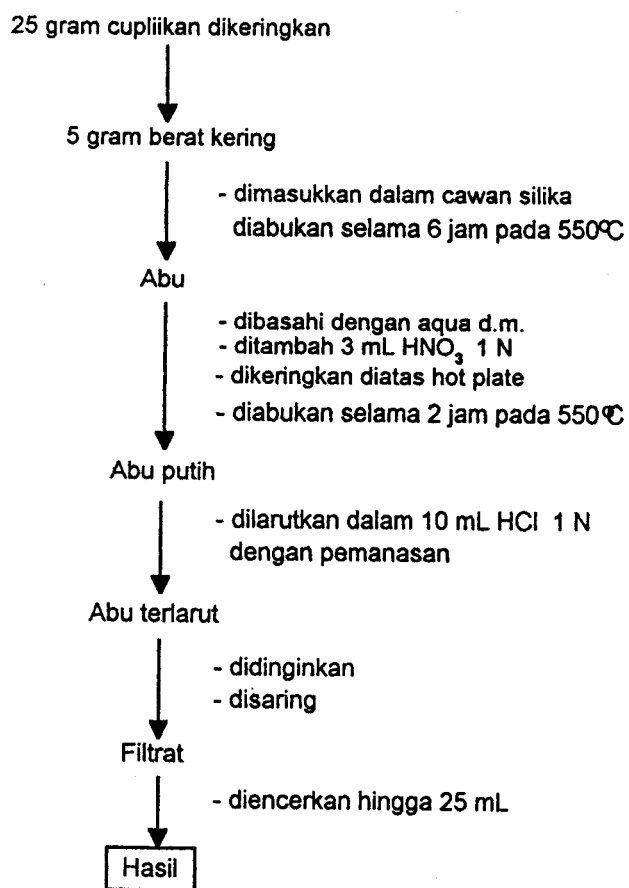 25 gram cupliikan dikeringkan
5 gram berat kering
- dimasukkan dalam cawan silika
diabukan selama 6 jam pada 550°C
Abu
- dibasahi dengan aqua d.m.
- ditambah 3 mL HNO₃ 1 N
- dikeringkan diatas hot plate
- diabukan selama 2 jam pada 550°C
Abu putih
- dilarutkan dalam 10 mL HCl 1 N
dengan pemanasan
Abu terlarut
- didinginkan
- disaring
Filtrat
- diencerkan hingga 25 mL
Hasil